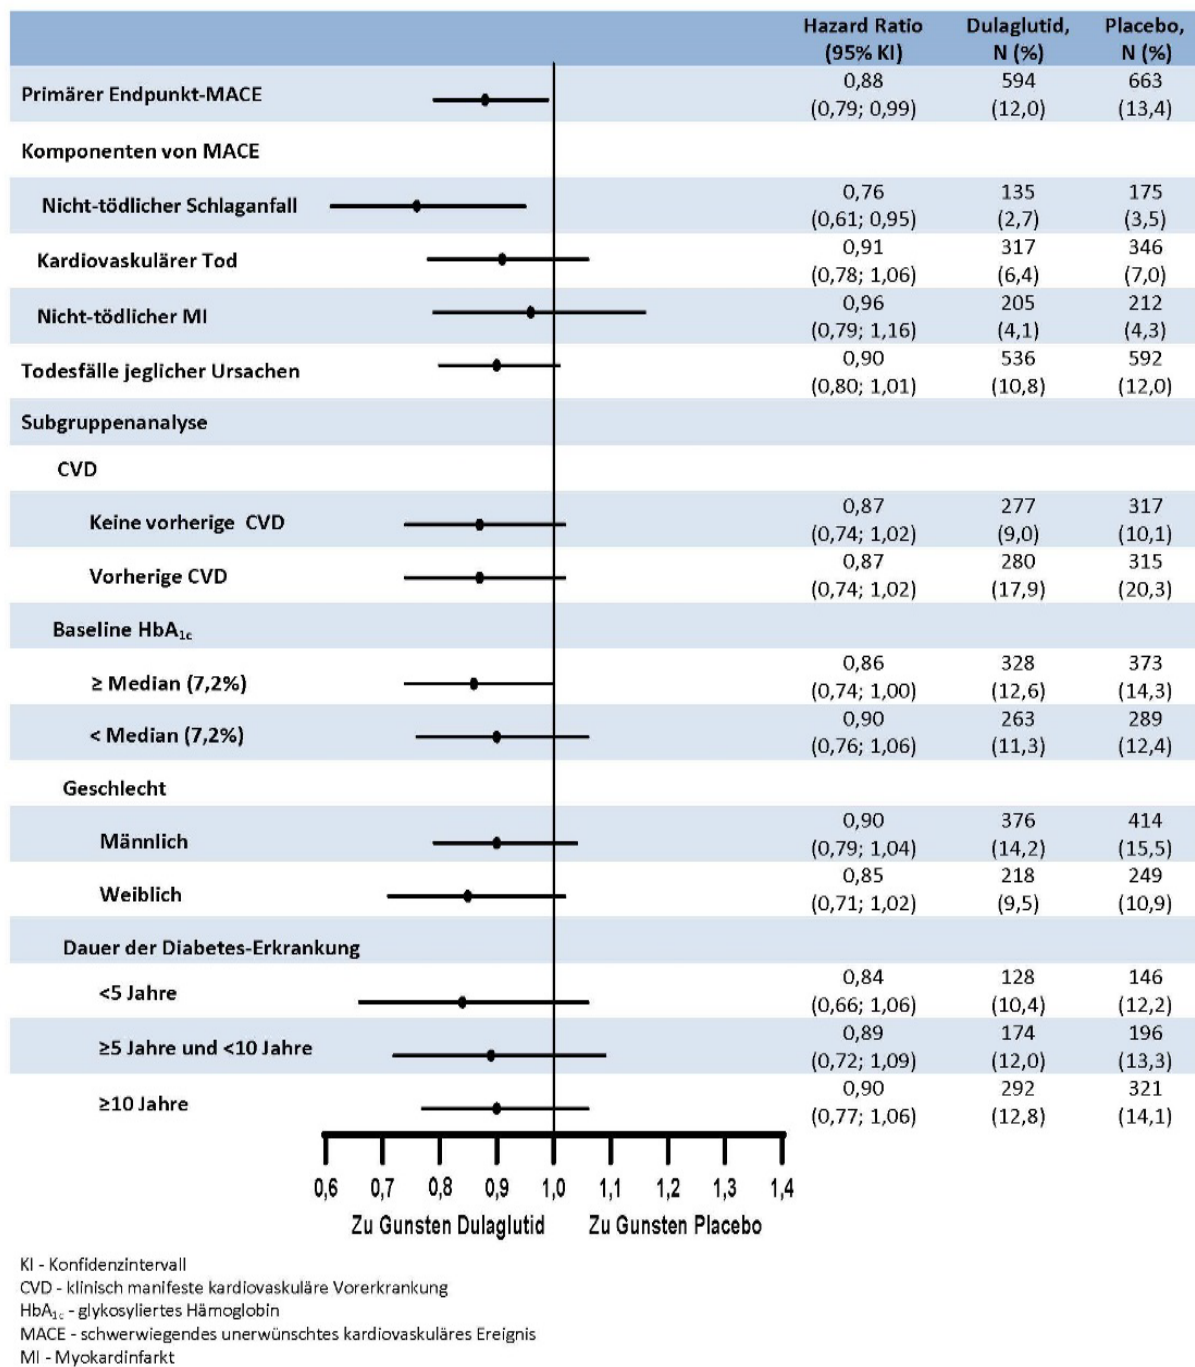 Hazard Ratio Dulaglutid, Placebo,
(95% KI) N (%) N (%)
Primärer Endpunkt-MACE 0,88 594 663
(0,79; 0,99) (12,0) (13,4)
Komponenten von MACE
Nicht-tödlicher Schlaganfall 0,76 135 175
(0,61; 0,95) (2,7) (3,5)
Kardiovaskulärer Tod 0,91 317 346
(0,78; 1,06) (6,4) (7,0)
Nicht-tödlicher MI 0,96 205 212
(0,79; 1,16) (4,1) (4,3)
Todesfälle jeglicher Ursachen 0,90 536 592
(0,80; 1,01) (10,8) (12,0)
Subgruppenanalyse
CVD
Keine vorherige CVD 0,87 277 317
(0,74; 1,02) (9,0) (10,1)
Vorherige CVD 0,87 280 315
(0,74; 1,02) (17,9) (20,3)
Baseline HbA1c
≥ Median (7,2%) 0,86 328 373
(0,74; 1,00) (12,6) (14,3)
< Median (7,2%) 0,90 263 289
(0,76; 1,06) (11,3) (12,4)
Geschlecht
Männlich 0,90 376 414
(0,79; 1,04) (14,2) (15,5)
Weiblich 0,85 218 249
(0,71; 1,02) (9,5) (10,9)
Dauer der Diabetes-Erkrankung
<5 Jahre 0,84 128 146
(0,66; 1,06) (10,4) (12,2)
≥5 Jahre und <10 Jahre 0,89 174 196
(0,72; 1,09) (12,0) (13,3)
≥10 Jahre 0,90 292 321
(0,77; 1,06) (12,8) (14,1)
0,6 0,7 0,8 0,9 1,0 1,1 1,2 1,3 1,4
Zu Gunsten Dulaglutid Zu Gunsten Placebo
KI - Konfidenzintervall
CVD - klinisch manifeste kardiovaskuläre Vorerkrankung
HbA1c - glykosyliertes Hämoglobin
MACE - schwerwiegendes unerwünschtes kardiovaskuläres Ereignis
MI - Myokardinfarkt